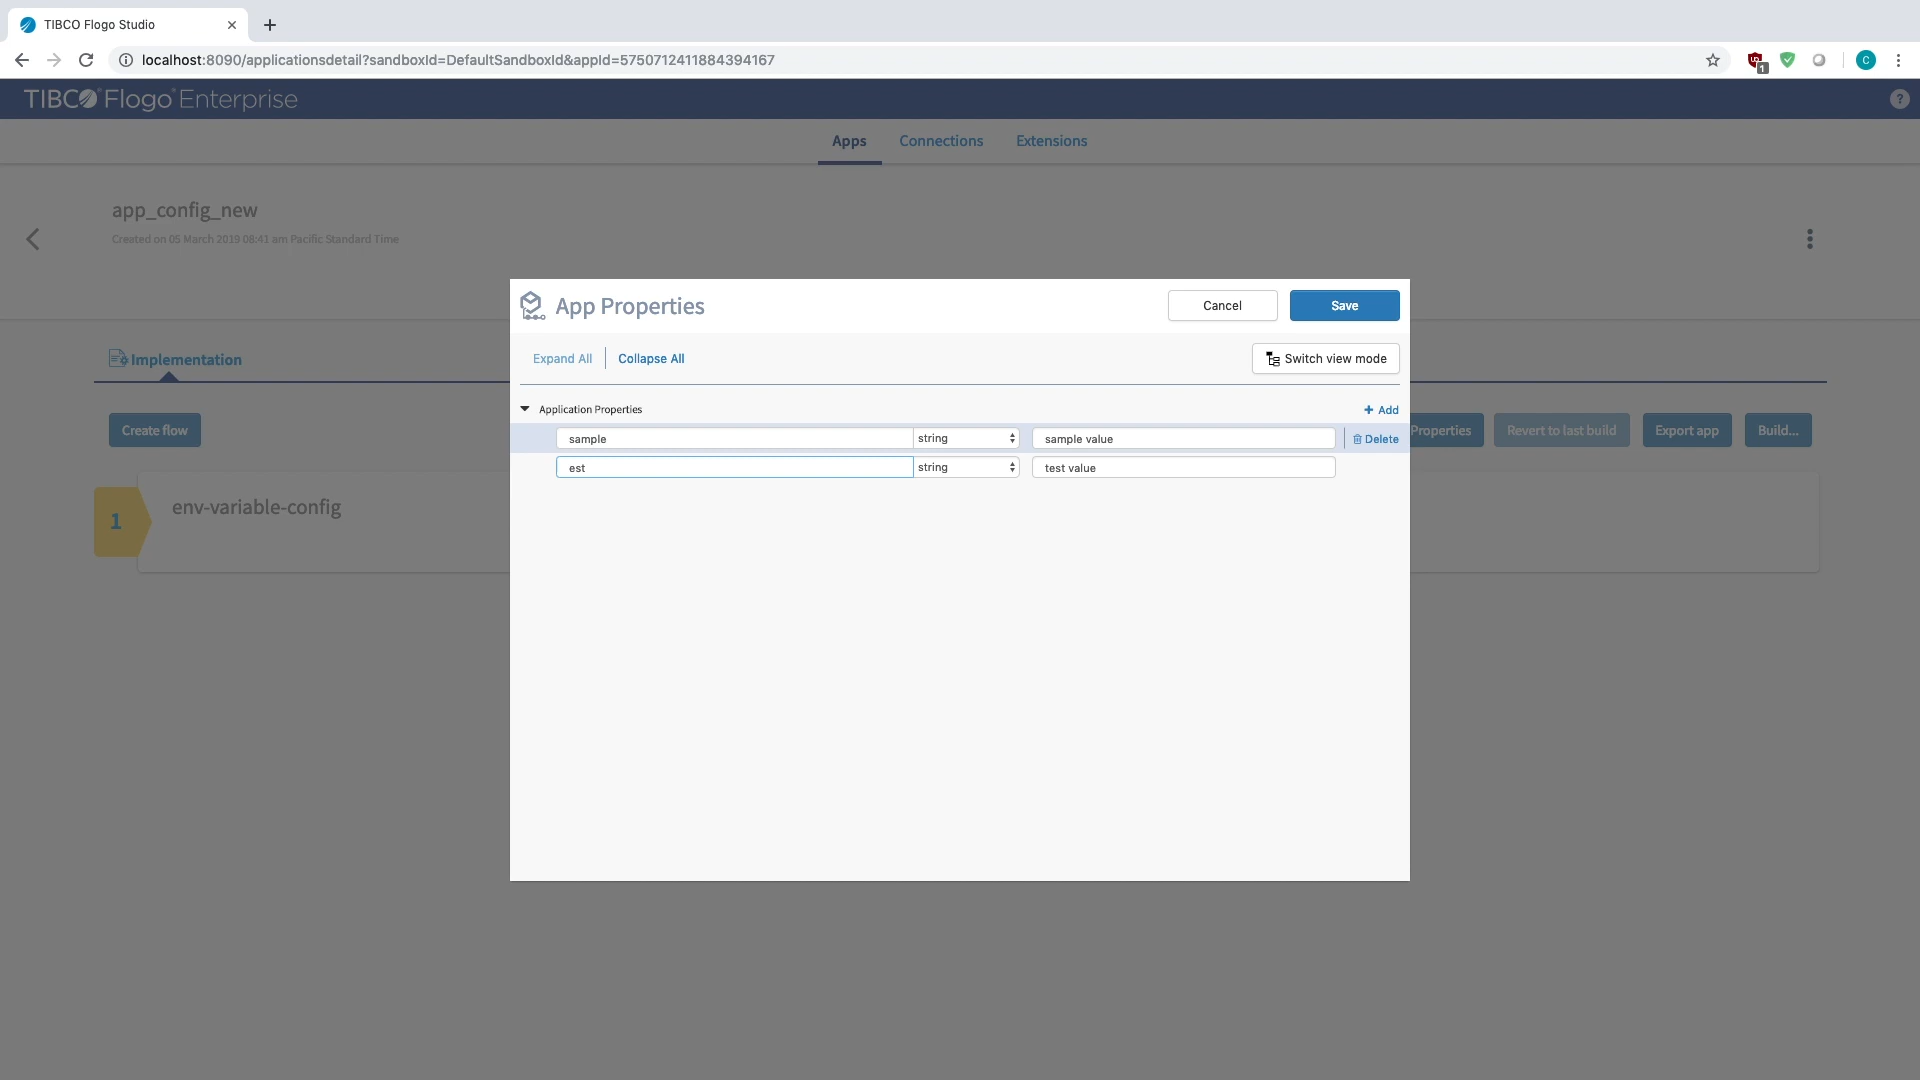 TIBCO Flogo Studio
localhost:8090/applicationsdetail?sandboxId=DefaultSandboxId&appId=5750712411884394167
1
C
TIBCO Flogo Enterprise
?
Apps
Connections
Extensions
app_config_new
Created on 05 March 2019 08:41 am Pacific Standard Time
App Properties
Cancel
Save
Implementation
Expand All
Collapse All
Switch view mode
Application Properties
+ Add
Create flow
Properties
Revert to last build
Export app
Build...
sample
string
sample value
Delete
est
string
test value
1
env-variable-config